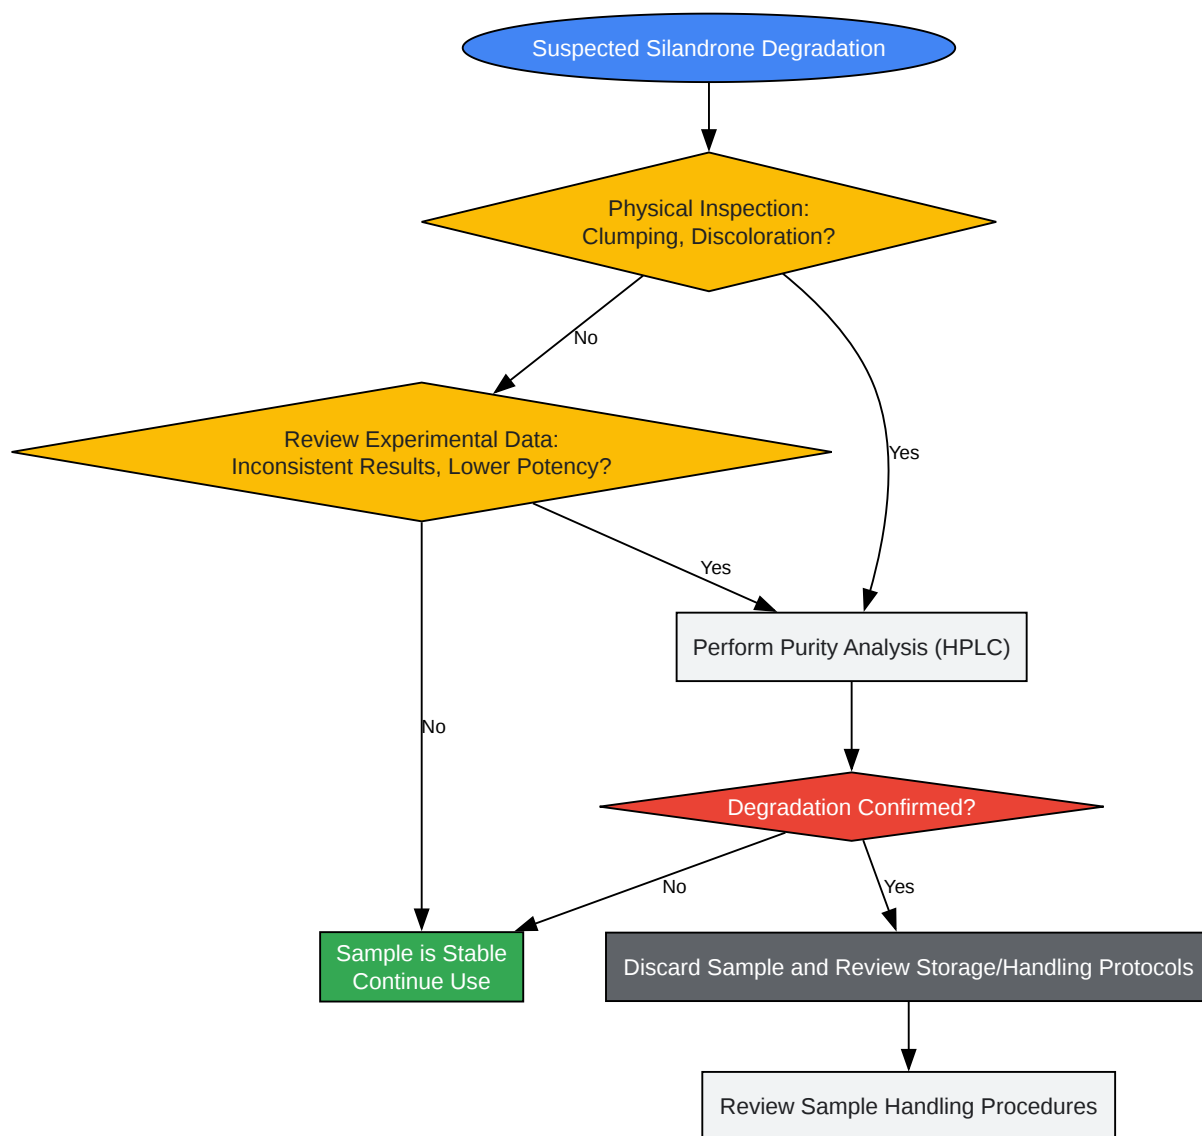 Suspected Silandrone Degradation
Physical Inspection:
Clumping, Discoloration?
No
Yes
Review Experimental Data:
Inconsistent Results, Lower Potency?
Yes
No
Perform Purity Analysis (HPLC)
Degradation Confirmed?
No
Yes
Sample is Stable
Continue Use
Discard Sample and Review Storage/Handling Protocols
Review Sample Handling Procedures